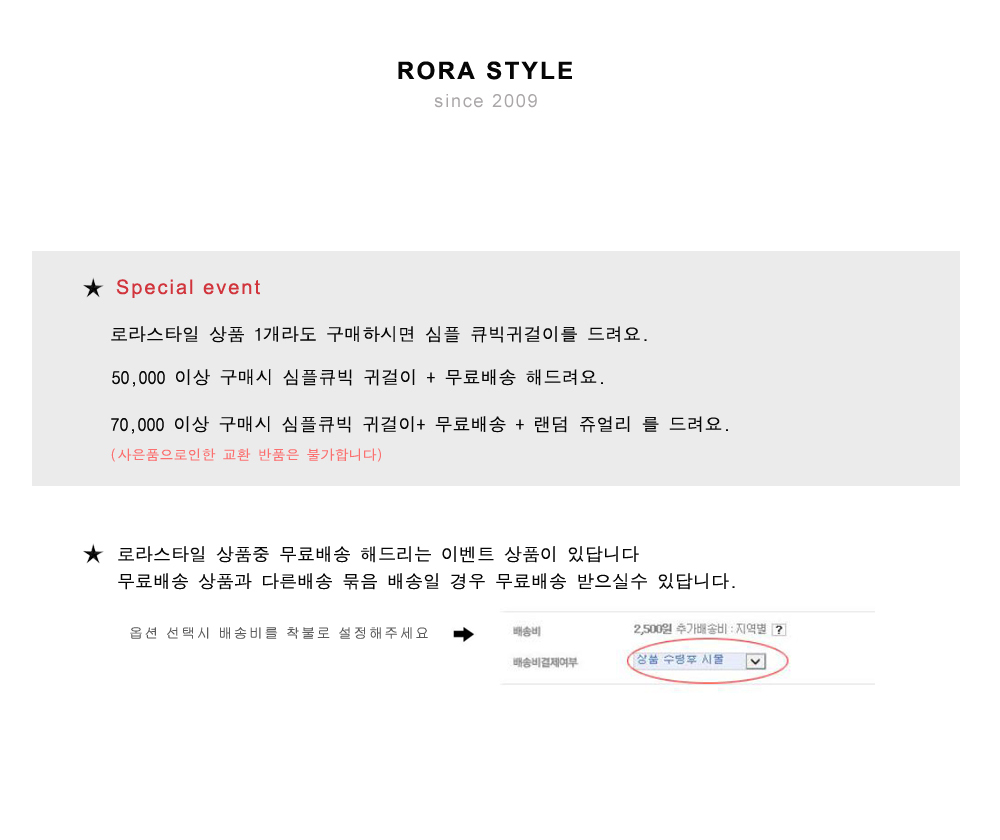 RORA STYLE
since 2009
★ Special event
로라스타일 상품 1개라도 구매하시면 심플 큐빅귀걸이를 드려요.
50,000 이상 구매시 심플큐빅 귀걸이 + 무료배송 해드려요.
70,000 이상 구매시 심플큐빅 귀걸이+ 무료배송 + 랜덤 쥬얼리 를 드려요.
(사은품으로인한 교환 반품은 불가합니다)
★ 로라스타일 상품중 무료배송 해드리는 이벤트 상품이 있답니다
무료배송 상품과 다른배송 묶음 배송일 경우 무료배송 받으실수 있답니다.
옵션 선택시 배송비를 착불로 설정해주세요
배송비 2,500원 추가배송비 : 지역별 ?
배송비결제여부 상품 수령후 지불